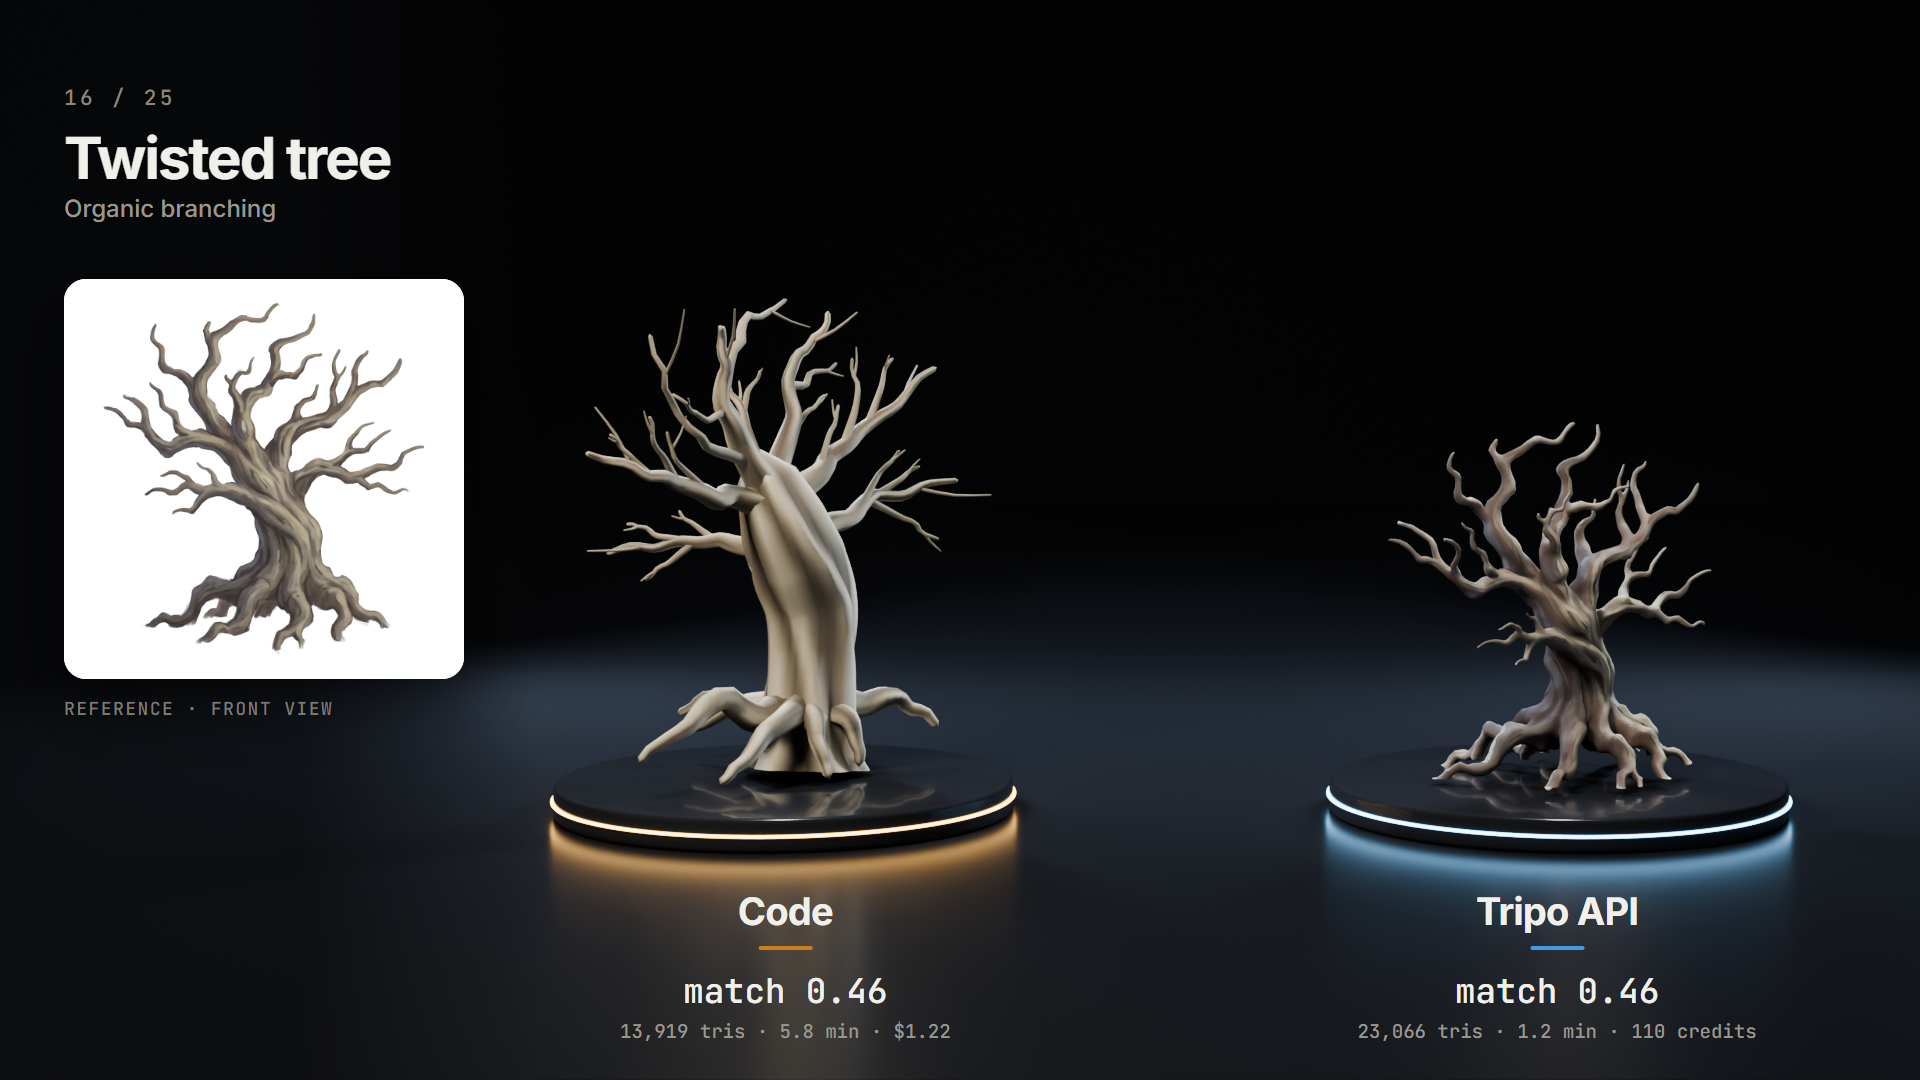 16 / 25
Twisted tree
Organic branching
REFERENCE · FRONT VIEW
Code
match 0.46
13,919 tris · 5.8 min · $1.22
Tripo API
match 0.46
23,066 tris · 1.2 min · 110 credits